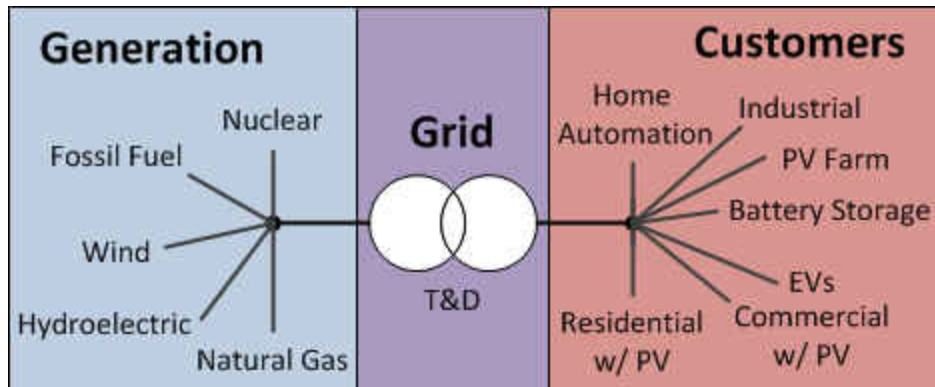 Generation
Nuclear
Fossil Fuel
Wind
Hydroelectric
Natural Gas
Grid
T&D
Customers
Home
Automation
Industrial
PV Farm
Battery Storage
EVs
Commercial
w/ PV
Residential
w/ PV